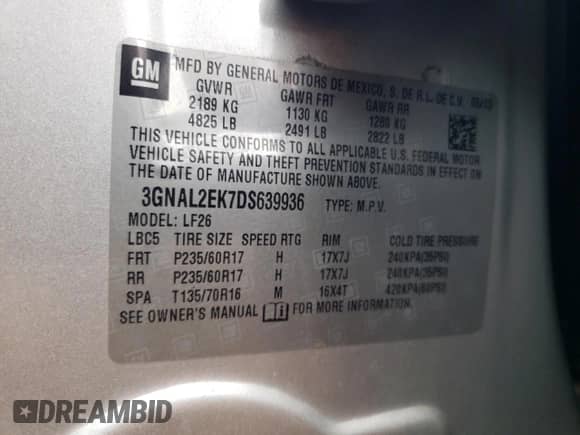 GM
MFD BY GENERAL MOTORS DE MEXICO, S. DE R.L. DE C.V.
GVWR GAWR FRT GAWR RR
2189 KG 1130 KG 1280 KG
4825 LB 2491 LB 2822 LB
THIS VEHICLE CONFORMS TO ALL APPLICABLE U.S. FEDERAL MOTOR
VEHICLE SAFETY AND THEFT PREVENTION STANDARDS IN EFFECT ON
THE DATE OF MANUFACTURE SHOWN ABOVE.
3GNAL2EK7DS639936 TYPE: M.P.V.
MODEL: LF26
LBC5 TIRE SIZE SPEED RTG RIM COLD TIRE PRESSURE
FRT P235/60R17 H 17X7J 240KPA(35PSI)
RR P235/60R17 H 17X7J 240KPA(35PSI)
SPA T135/70R16 M 16X4T 420KPA(60PSI)
SEE OWNER'S MANUAL FOR MORE INFORMATION.
DREAMBID